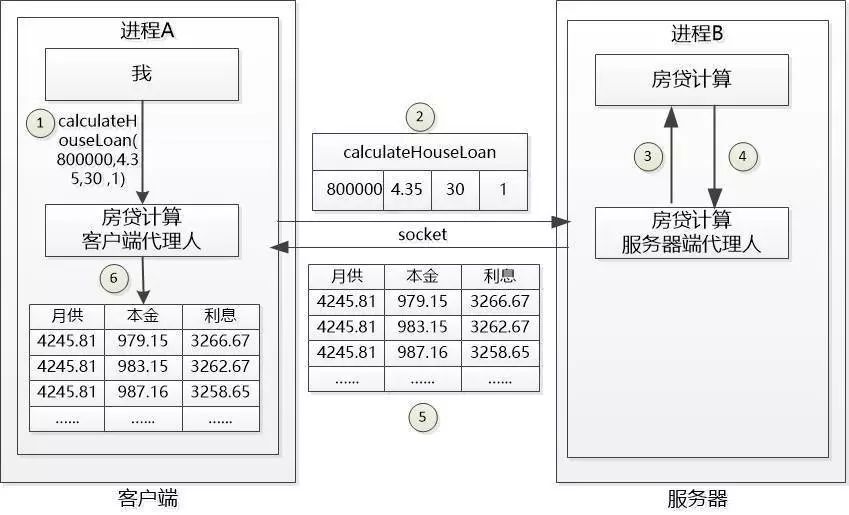 进程A
我
1
calculateH
ouseLoan(
800000,4.3
5,30 ,1)
房贷计算
客户端代理人
6
月供 本金 利息
4245.81 979.15 3266.67
4245.81 983.15 3262.67
4245.81 987.16 3258.65
...... ...... ......
客户端
2
calculateHouseLoan
800000 4.35 30 1
socket
月供 本金 利息
4245.81 979.15 3266.67
4245.81 983.15 3262.67
4245.81 987.16 3258.65
...... ...... ......
5
进程B
房贷计算
3 4
房贷计算
服务器端代理人
服务器